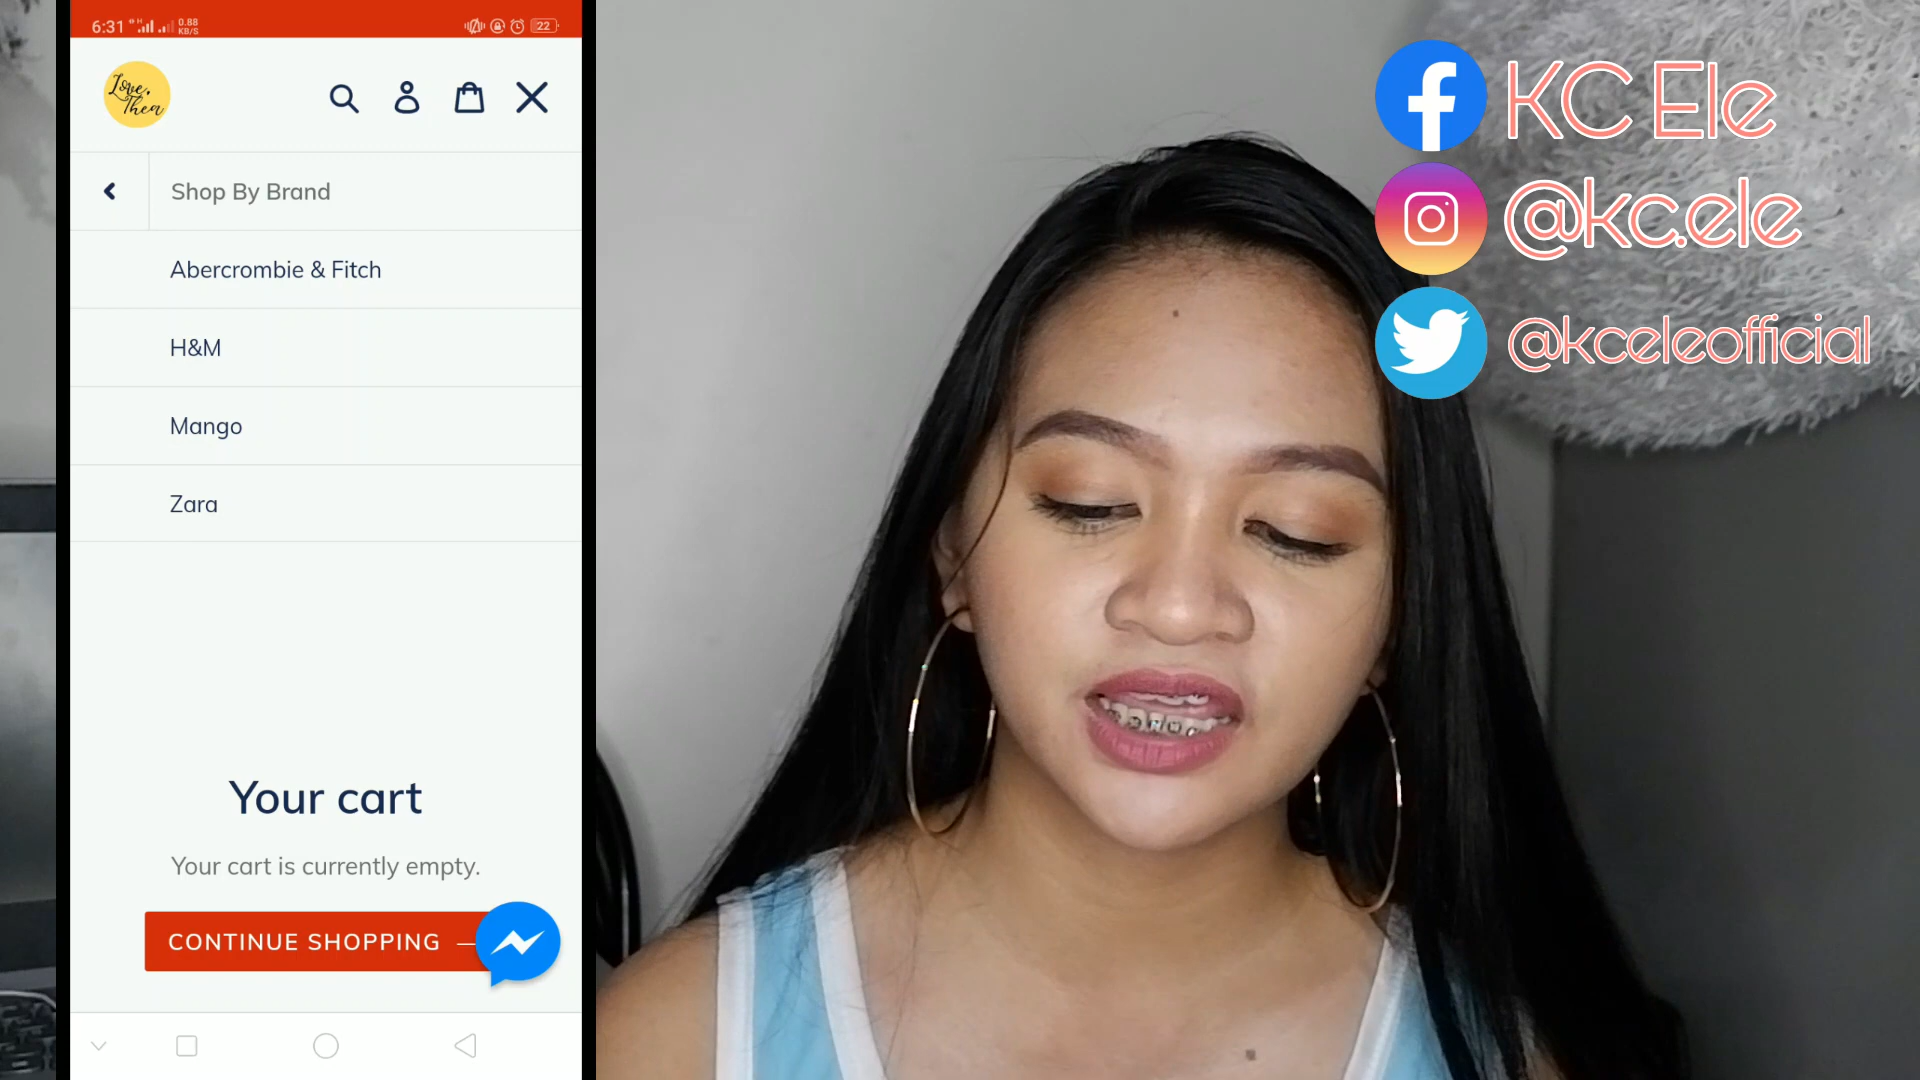 6:31
0.88
KB/S
22
Love,
Thea
Shop By Brand
Abercrombie & Fitch
H&M
Mango
Zara
Your cart
Your cart is currently empty.
CONTINUE SHOPPING
KC Ele
@kc.ele
@kceleofficial